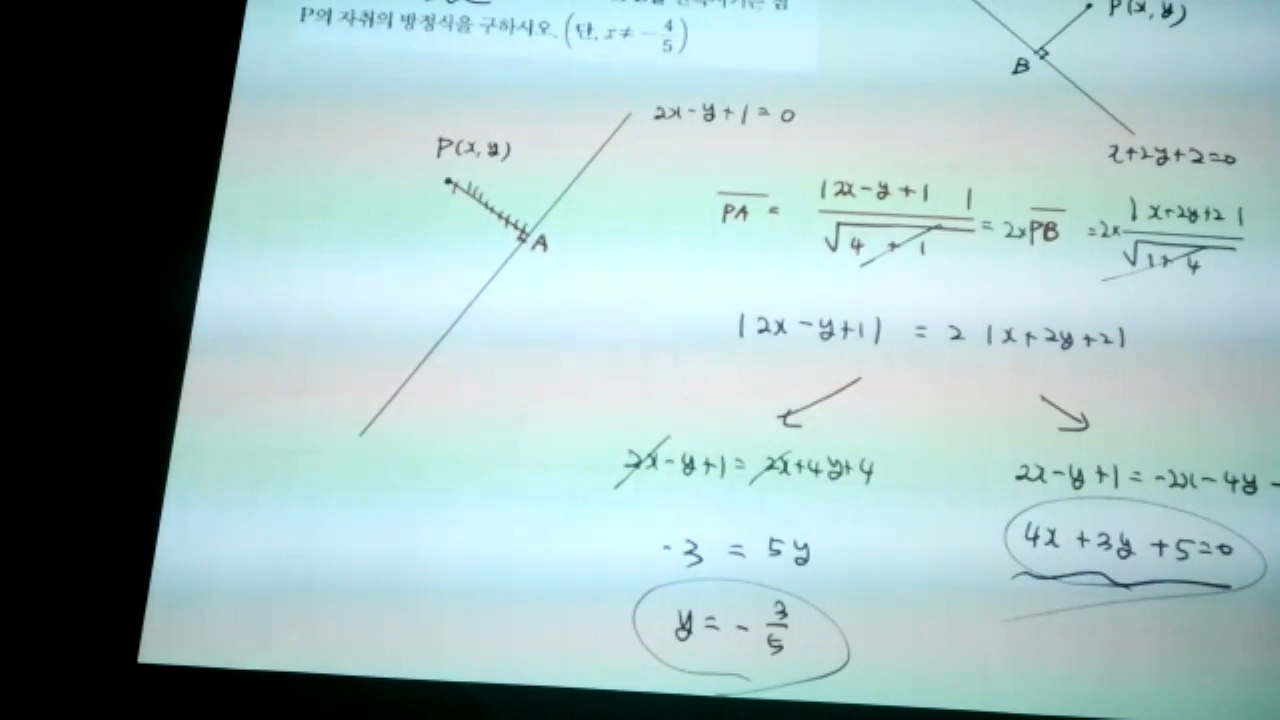 P의 자취의 방정식을 구하시오. (단, x ≠ -4/5)
P(x, y)
B
x+2y+2=0
2x-y+1=0
P(x, y)
A
PA = |2x-y+1| / √4+1 = 2×PB = 2× |x+2y+2| / √1+4
|2x-y+1| = 2 |x+2y+2|
2x-y+1 = 2x+4y+4
2x-y+1 = -2x-4y-
-3 = 5y
4x+3y+5=0
y = -3/5